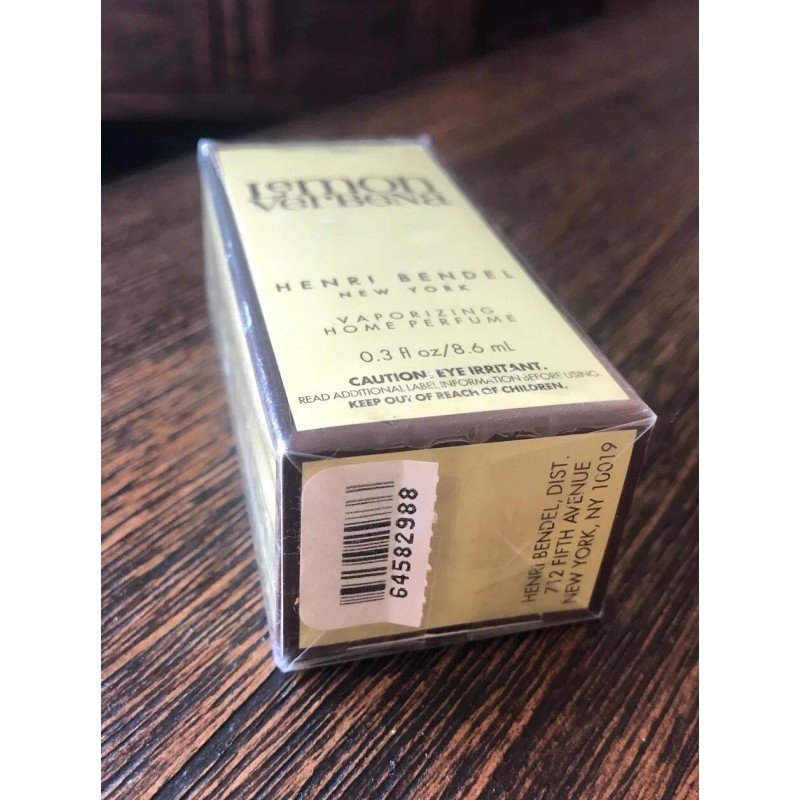 Lemon
VERBENA
HENRI BENDEL
NEW YORK
VAPORIZING
HOME PERFUME
0.3 fl oz/8.6 mL
CAUTION: EYE IRRITANT.
READ ADDITIONAL LABEL INFORMATION BEFORE USING
KEEP OUT OF REACH OF CHILDREN.
64582988
HENRI BENDEL, DIST.
712 FIFTH AVENUE
NEW YORK, NY 10019